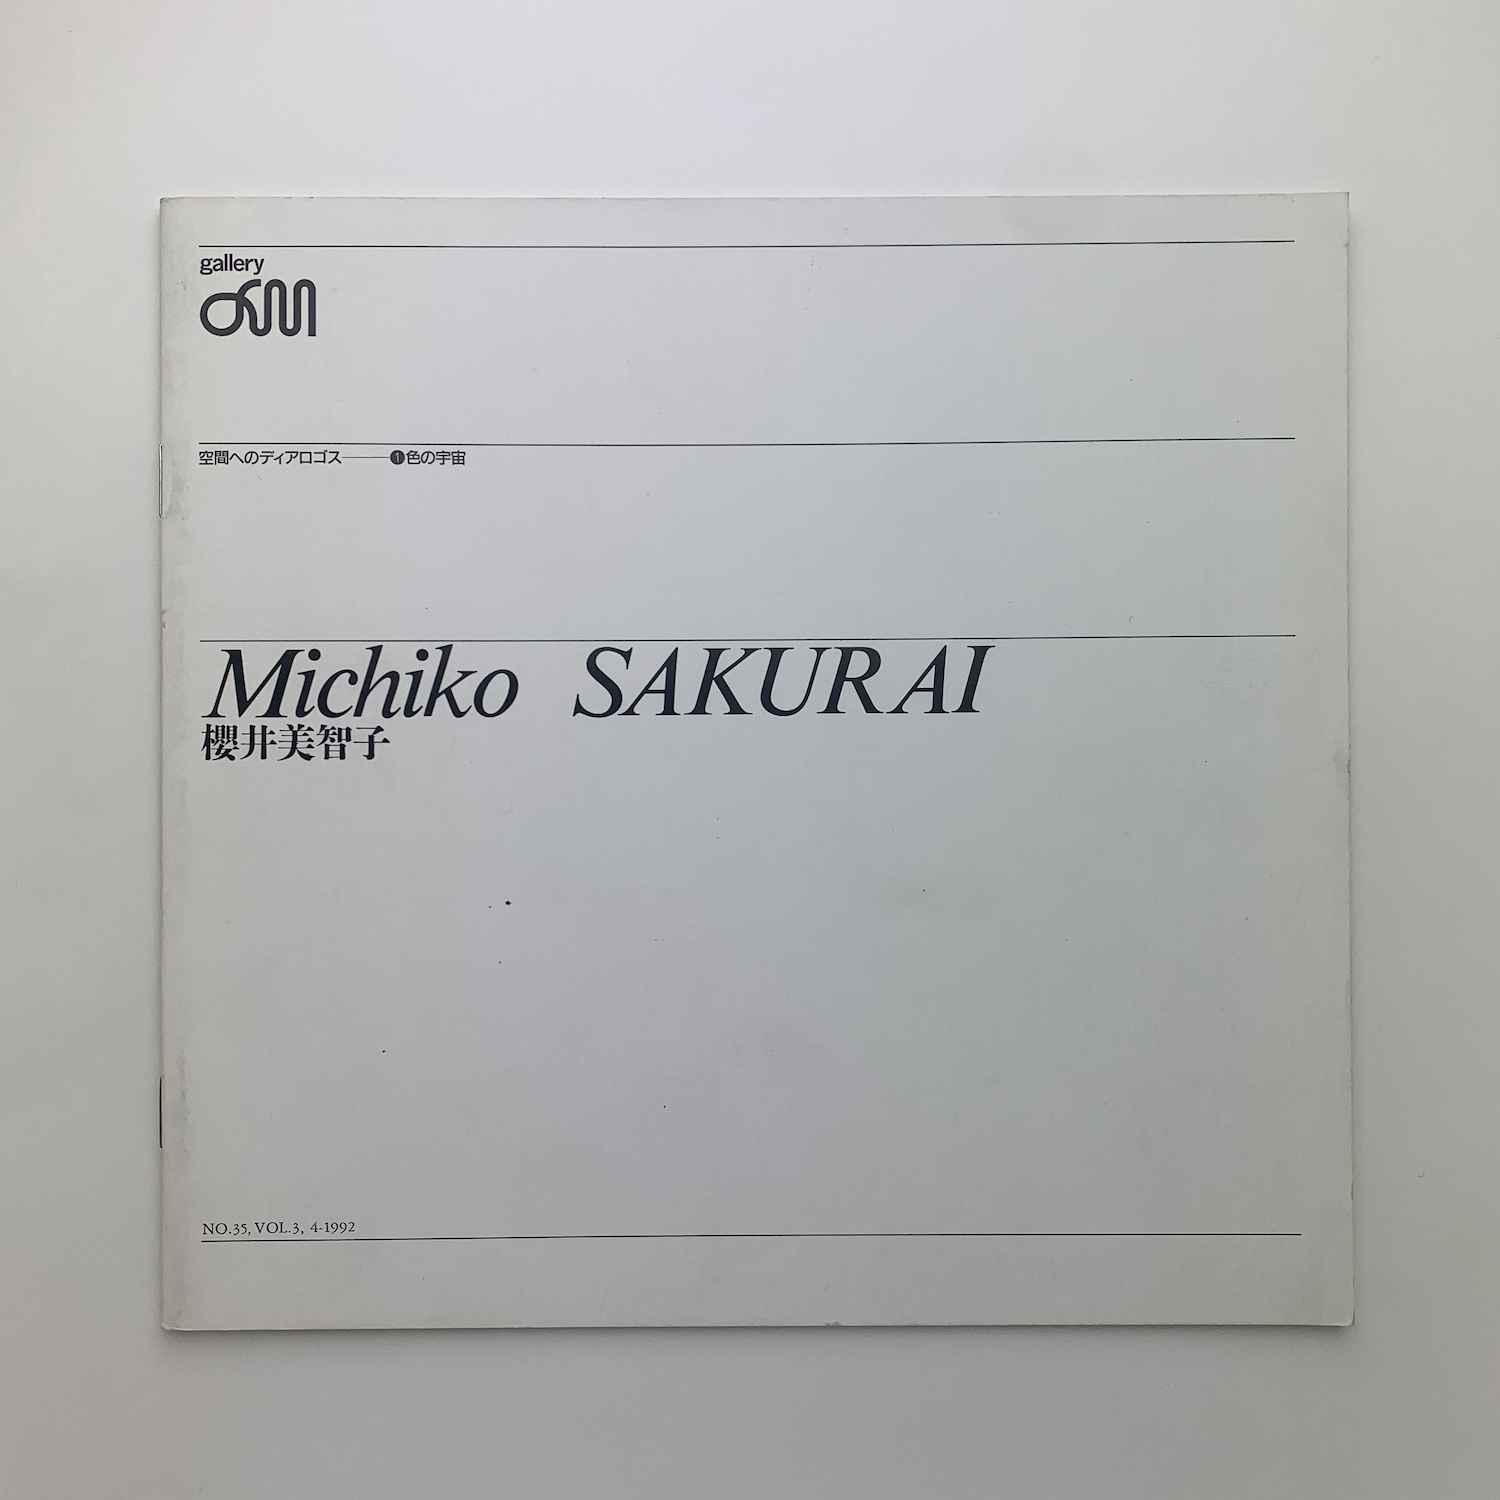 gallery
αM
空間へのディアロゴス———❶色の宇宙
Michiko SAKURAI
櫻井美智子
NO.35, VOL.3, 4-1992